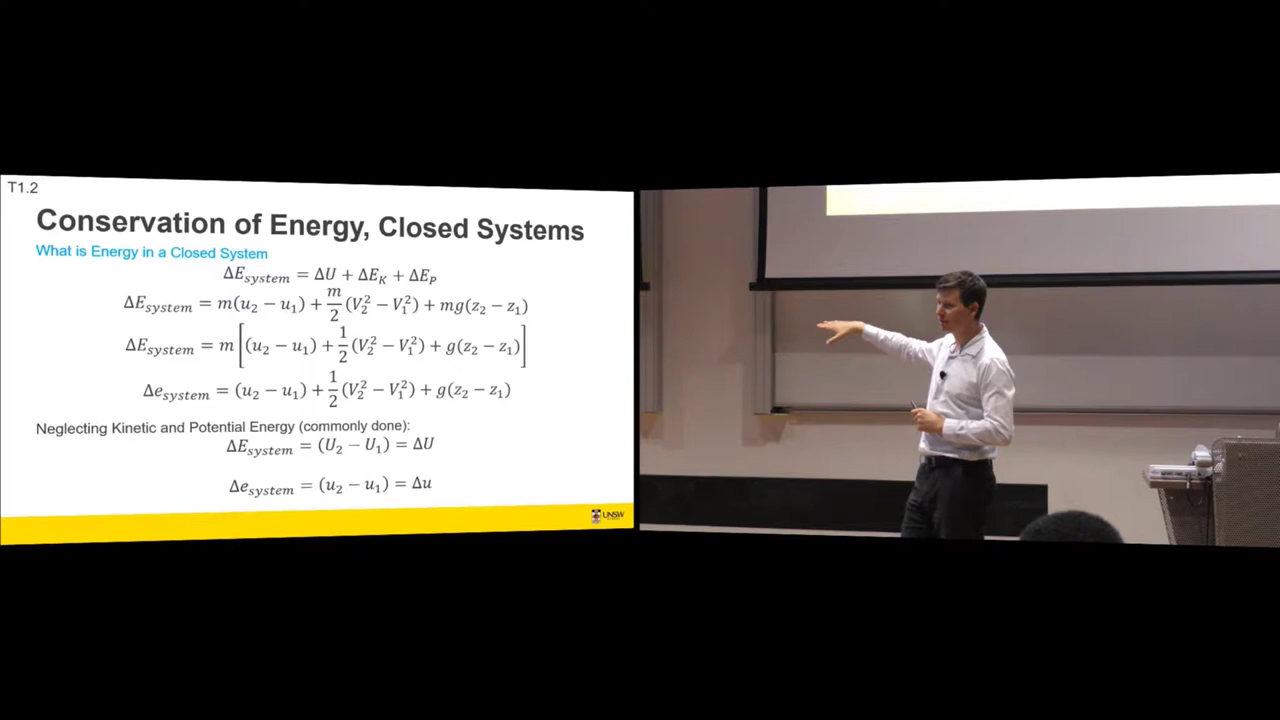 T1.2
Conservation of Energy, Closed Systems
What is Energy in a Closed System
ΔE_system = ΔU + ΔE_K + ΔE_P
ΔE_system = m(u_2 − u_1) + m/2 (V_2^2 − V_1^2) + mg(z_2 − z_1)
ΔE_system = m[(u_2 − u_1) + 1/2 (V_2^2 − V_1^2) + g(z_2 − z_1)]
Δe_system = (u_2 − u_1) + 1/2 (V_2^2 − V_1^2) + g(z_2 − z_1)
Neglecting Kinetic and Potential Energy (commonly done):
ΔE_system = (U_2 − U_1) = ΔU
Δe_system = (u_2 − u_1) = Δu
UNSW